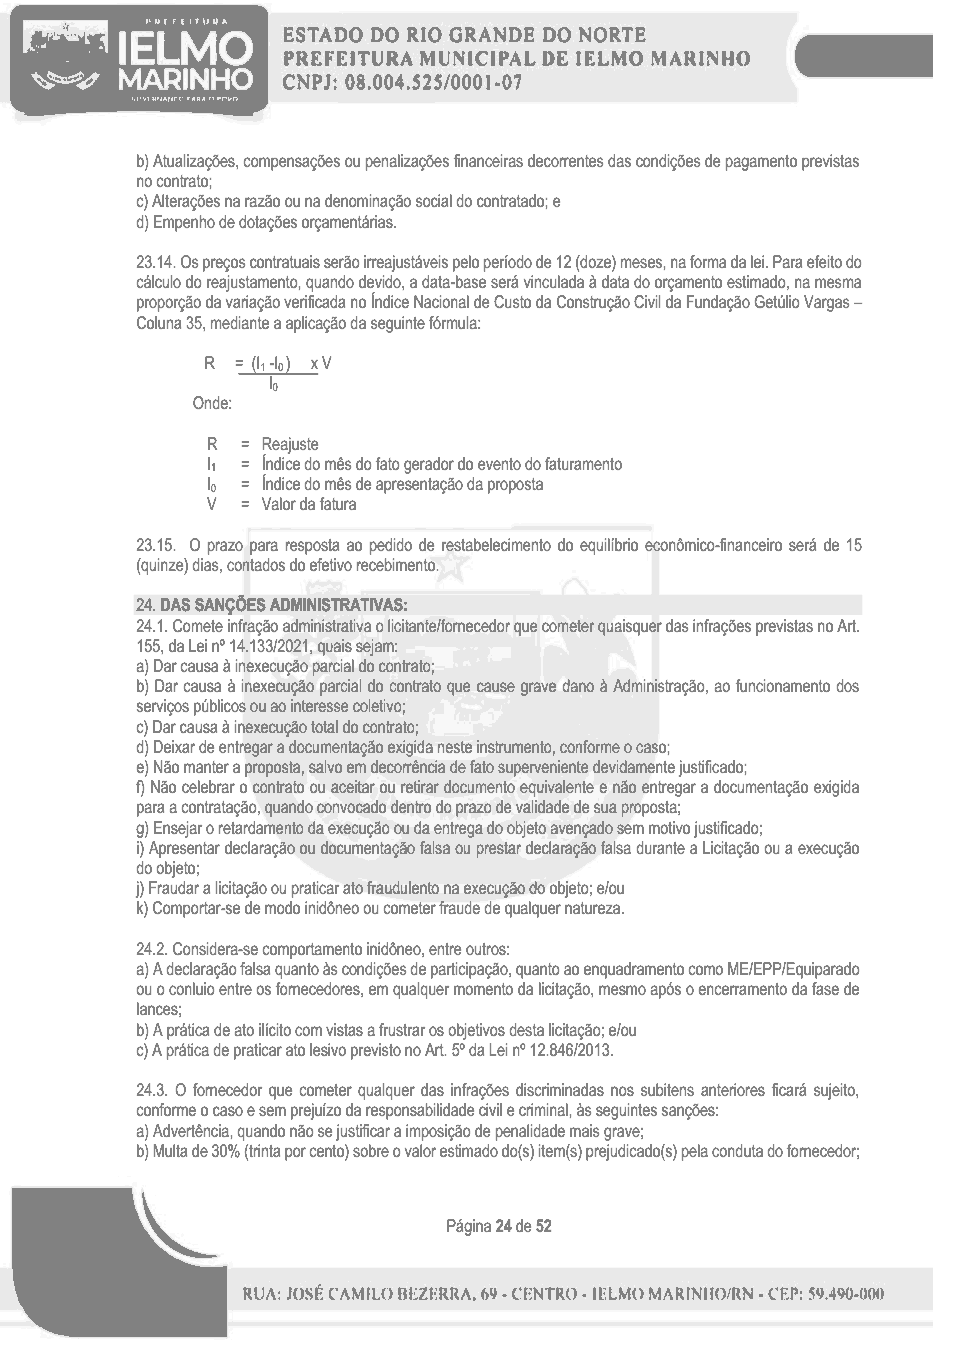 PREFEITURA
IELMO
MARINHO
GOVERNANDO PARA O POVO
ESTADO DO RIO GRANDE DO NORTE
PREFEITURA MUNICIPAL DE IELMO MARINHO
CNPJ: 08.004.525/0001-07
b) Atualizações, compensações ou penalizações financeiras decorrentes das condições de pagamento previstas
no contrato;
c) Alterações na razão ou na denominação social do contratado; e
d) Empenho de dotações orçamentárias.
23.14. Os preços contratuais serão irreajustáveis pelo período de 12 (doze) meses, na forma da lei. Para efeito do
cálculo do reajustamento, quando devido, a data-base será vinculada à data do orçamento estimado, na mesma
proporção da variação verificada no Índice Nacional de Custo da Construção Civil da Fundação Getúlio Vargas –
Coluna 35, mediante a aplicação da seguinte fórmula:
R = (I₁ -I₀) x V
I₀
Onde:
R = Reajuste
I₁ = Índice do mês do fato gerador do evento do faturamento
I₀ = Índice do mês de apresentação da proposta
V = Valor da fatura
23.15. O prazo para resposta ao pedido de restabelecimento do equilíbrio econômico-financeiro será de 15
(quinze) dias, contados do efetivo recebimento.
24. DAS SANÇÕES ADMINISTRATIVAS:
24.1. Comete infração administrativa o licitante/fornecedor que cometer quaisquer das infrações previstas no Art.
155, da Lei nº 14.133/2021, quais sejam:
a) Dar causa à inexecução parcial do contrato;
b) Dar causa à inexecução parcial do contrato que cause grave dano à Administração, ao funcionamento dos
serviços públicos ou ao interesse coletivo;
c) Dar causa à inexecução total do contrato;
d) Deixar de entregar a documentação exigida neste instrumento, conforme o caso;
e) Não manter a proposta, salvo em decorrência de fato superveniente devidamente justificado;
f) Não celebrar o contrato ou aceitar ou retirar documento equivalente e não entregar a documentação exigida
para a contratação, quando convocado dentro do prazo de validade de sua proposta;
g) Ensejar o retardamento da execução ou da entrega do objeto avençado sem motivo justificado;
i) Apresentar declaração ou documentação falsa ou prestar declaração falsa durante a Licitação ou a execução
do objeto;
j) Fraudar a licitação ou praticar ato fraudulento na execução do objeto; e/ou
k) Comportar-se de modo inidôneo ou cometer fraude de qualquer natureza.
24.2. Considera-se comportamento inidôneo, entre outros:
a) A declaração falsa quanto às condições de participação, quanto ao enquadramento como ME/EPP/Equiparado
ou o conluio entre os fornecedores, em qualquer momento da licitação, mesmo após o encerramento da fase de
lances;
b) A prática de ato ilícito com vistas a frustrar os objetivos desta licitação; e/ou
c) A prática de praticar ato lesivo previsto no Art. 5º da Lei nº 12.846/2013.
24.3. O fornecedor que cometer qualquer das infrações discriminadas nos subitens anteriores ficará sujeito,
conforme o caso e sem prejuízo da responsabilidade civil e criminal, às seguintes sanções:
a) Advertência, quando não se justificar a imposição de penalidade mais grave;
b) Multa de 30% (trinta por cento) sobre o valor estimado do(s) item(s) prejudicado(s) pela conduta do fornecedor;
Página 24 de 52
RUA: JOSÉ CAMILO BEZERRA, 69 - CENTRO - IELMO MARINHO/RN - CEP: 59.490-000